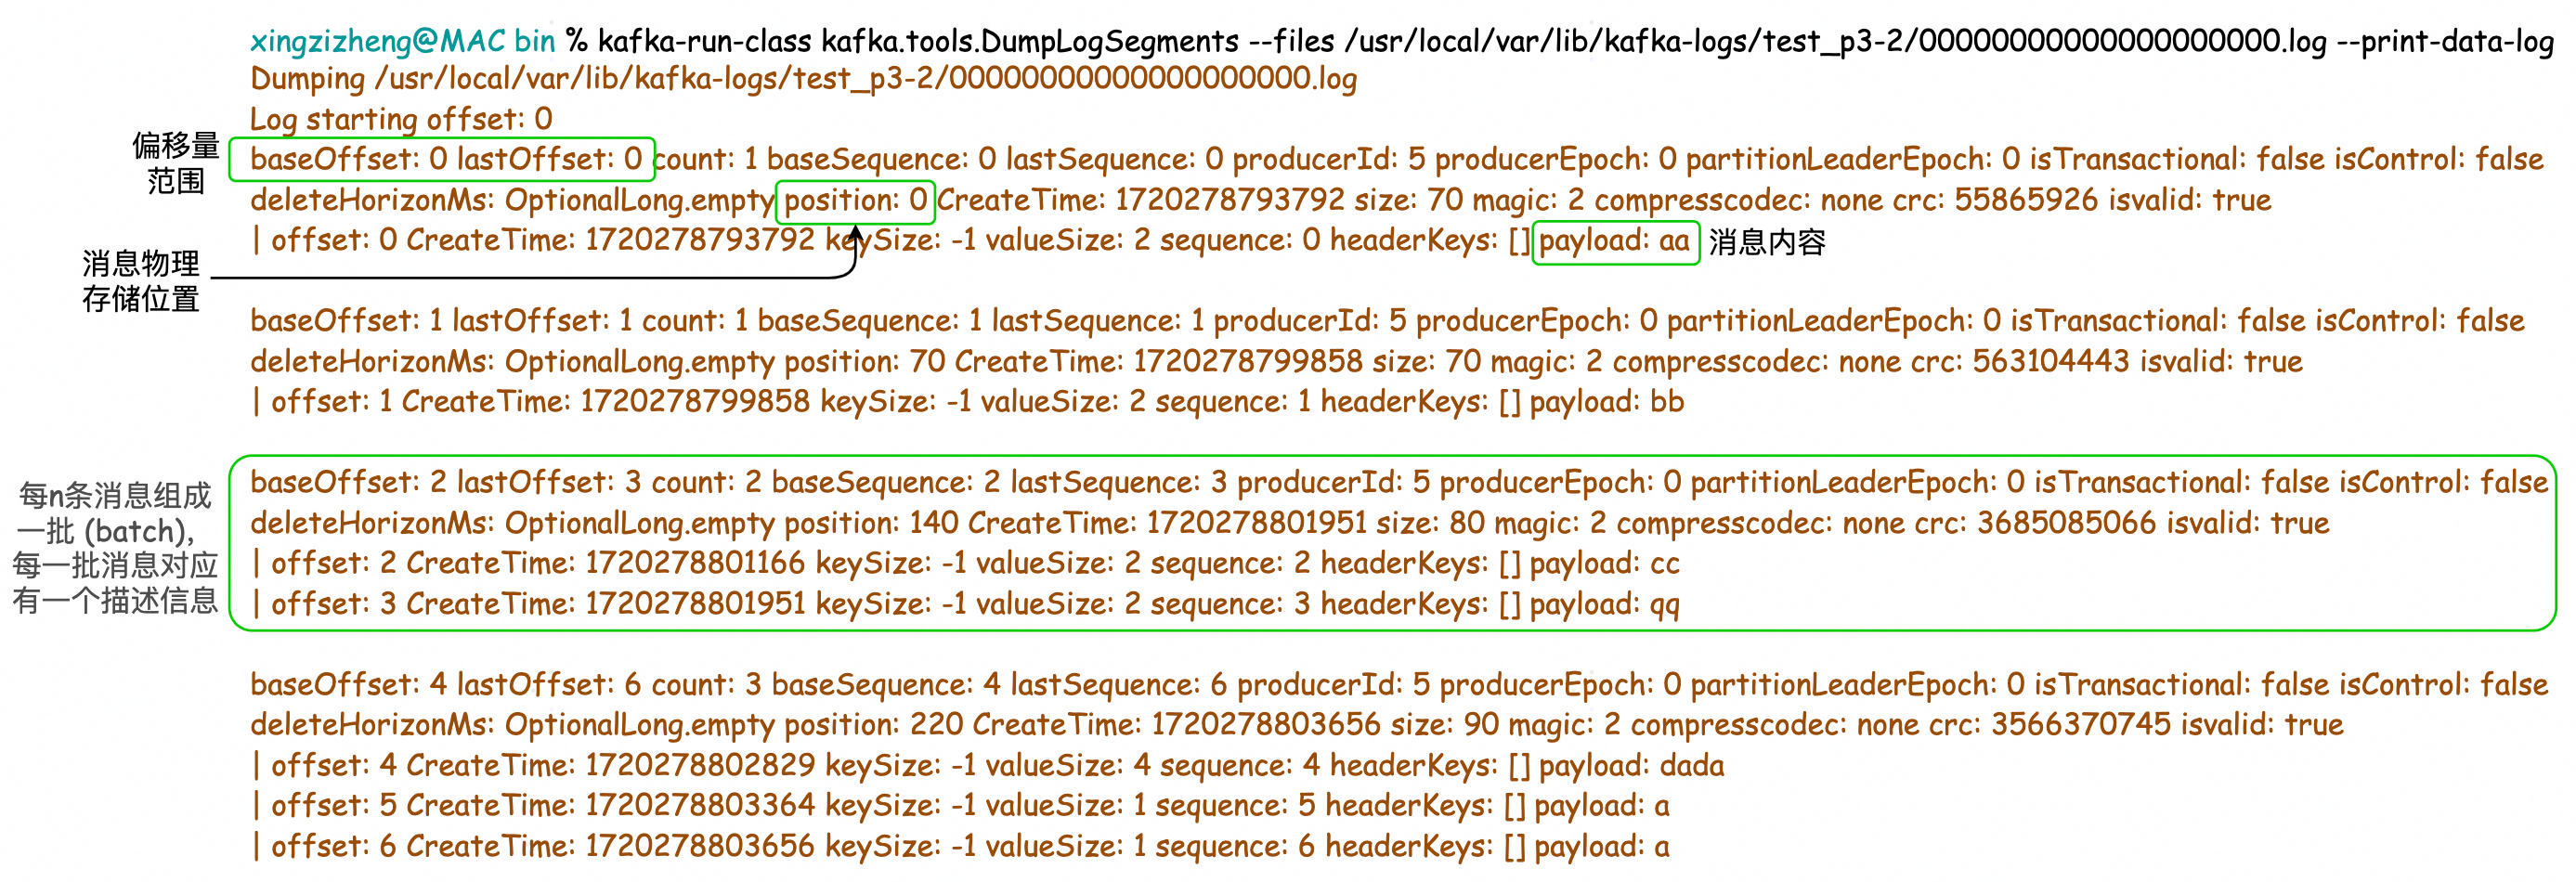 xingzizheng@MAC bin % kafka-run-class kafka.tools.DumpLogSegments --files /usr/local/var/lib/kafka-logs/test_p3-2/00000000000000000000.log --print-data-log
Dumping /usr/local/var/lib/kafka-logs/test_p3-2/00000000000000000000.log
Log starting offset: 0
偏移量
范围
baseOffset: 0 lastOffset: 0 count: 1 baseSequence: 0 lastSequence: 0 producerId: 5 producerEpoch: 0 partitionLeaderEpoch: 0 isTransactional: false isControl: false
deleteHorizonMs: OptionalLong.empty position: 0 CreateTime: 1720278793792 size: 70 magic: 2 compresscodec: none crc: 55865926 isvalid: true
| offset: 0 CreateTime: 1720278793792 keySize: -1 valueSize: 2 sequence: 0 headerKeys: [] payload: aa 消息内容
消息物理
存储位置
baseOffset: 1 lastOffset: 1 count: 1 baseSequence: 1 lastSequence: 1 producerId: 5 producerEpoch: 0 partitionLeaderEpoch: 0 isTransactional: false isControl: false
deleteHorizonMs: OptionalLong.empty position: 70 CreateTime: 1720278799858 size: 70 magic: 2 compresscodec: none crc: 563104443 isvalid: true
| offset: 1 CreateTime: 1720278799858 keySize: -1 valueSize: 2 sequence: 1 headerKeys: [] payload: bb
每n条消息组成
一批 (batch),
每一批消息对应
有一个描述信息
baseOffset: 2 lastOffset: 3 count: 2 baseSequence: 2 lastSequence: 3 producerId: 5 producerEpoch: 0 partitionLeaderEpoch: 0 isTransactional: false isControl: false
deleteHorizonMs: OptionalLong.empty position: 140 CreateTime: 1720278801951 size: 80 magic: 2 compresscodec: none crc: 3685085066 isvalid: true
| offset: 2 CreateTime: 1720278801166 keySize: -1 valueSize: 2 sequence: 2 headerKeys: [] payload: cc
| offset: 3 CreateTime: 1720278801951 keySize: -1 valueSize: 2 sequence: 3 headerKeys: [] payload: qq
baseOffset: 4 lastOffset: 6 count: 3 baseSequence: 4 lastSequence: 6 producerId: 5 producerEpoch: 0 partitionLeaderEpoch: 0 isTransactional: false isControl: false
deleteHorizonMs: OptionalLong.empty position: 220 CreateTime: 1720278803656 size: 90 magic: 2 compresscodec: none crc: 3566370745 isvalid: true
| offset: 4 CreateTime: 1720278802829 keySize: -1 valueSize: 4 sequence: 4 headerKeys: [] payload: dada
| offset: 5 CreateTime: 1720278803364 keySize: -1 valueSize: 1 sequence: 5 headerKeys: [] payload: a
| offset: 6 CreateTime: 1720278803656 keySize: -1 valueSize: 1 sequence: 6 headerKeys: [] payload: a